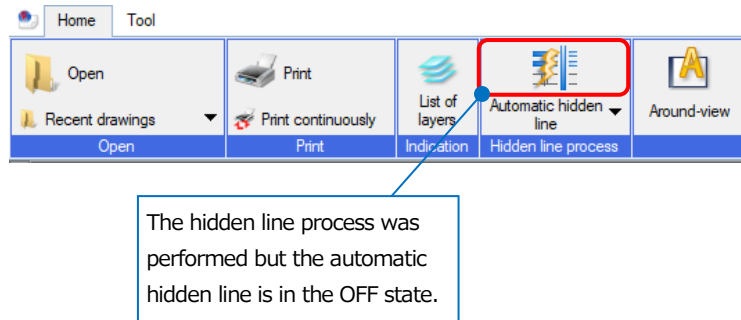 Home Tool
Open
Recent drawings
Open
Print
Print continuously
Print
List of
layers
Indication
Automatic hidden
line
Hidden line process
A
Around-view
The hidden line process was
performed but the automatic
hidden line is in the OFF state.